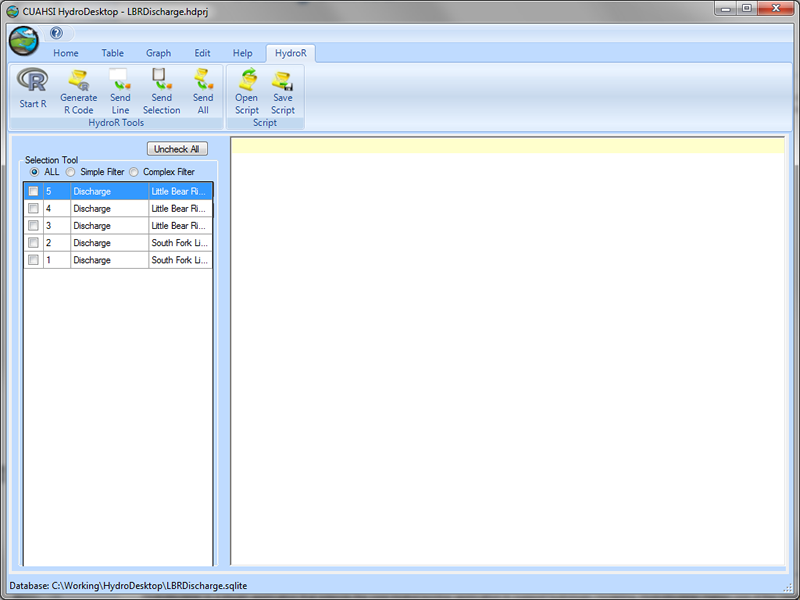 CUAHSI HydroDesktop - LBRDischarge.hdprj
Home Table Graph Edit Help HydroR
Start R
Generate R Code
Send Line
Send Selection
Send All
HydroR Tools
Open Script
Save Script
Script
Uncheck All
Selection Tool
ALL Simple Filter Complex Filter
5 Discharge Little Bear Ri...
4 Discharge Little Bear Ri...
3 Discharge Little Bear Ri...
2 Discharge South Fork Li...
1 Discharge South Fork Li...
Database: C:\Working\HydroDesktop\LBRDischarge.sqlite